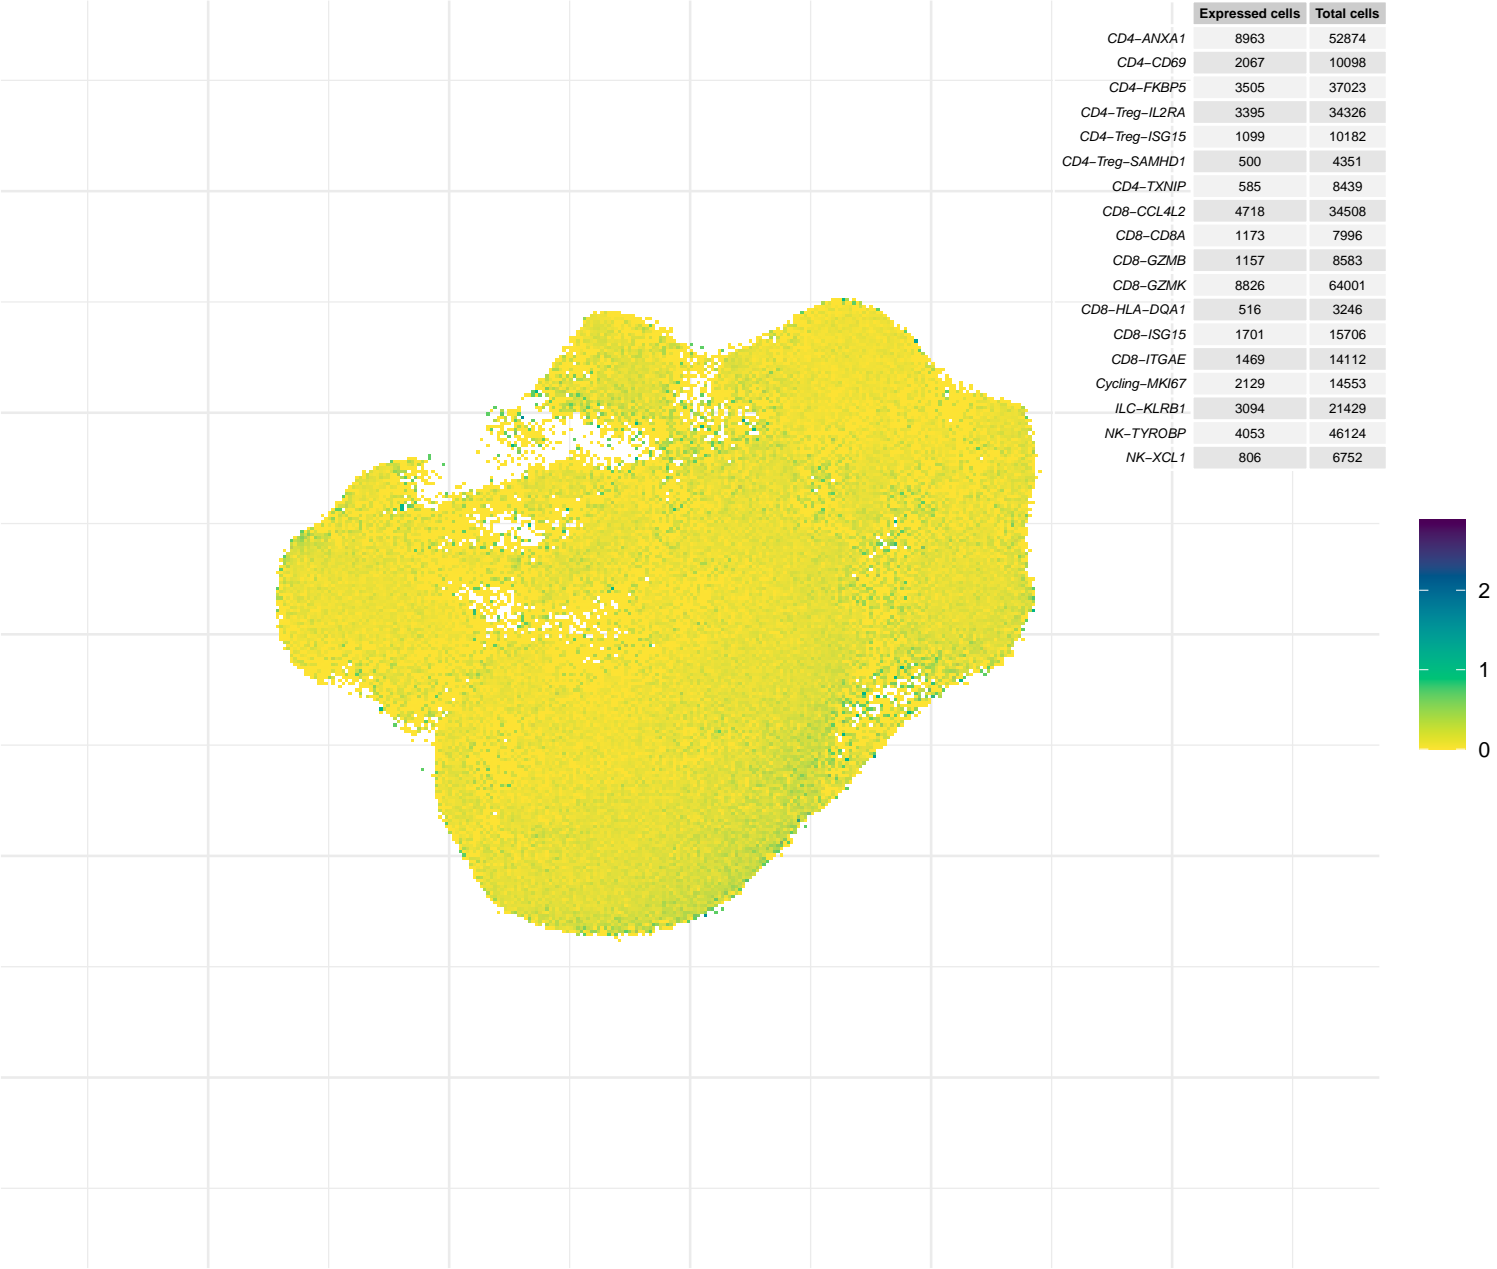 Expressed cells Total cells
CD4−ANXA1 8963 52874
CD4−CD69 2067 10098
CD4−FKBP5 3505 37023
CD4−Treg−IL2RA 3395 34326
CD4−Treg−ISG15 1099 10182
CD4−Treg−SAMHD1 500 4351
CD4−TXNIP 585 8439
CD8−CCL4L2 4718 34508
CD8−CD8A 1173 7996
CD8−GZMB 1157 8583
CD8−GZMK 8826 64001
CD8−HLA−DQA1 516 3246
CD8−ISG15 1701 15706
CD8−ITGAE 1469 14112
Cycling−MKI67 2129 14553
ILC−KLRB1 3094 21429
NK−TYROBP 4053 46124
NK−XCL1 806 6752
2
1
0